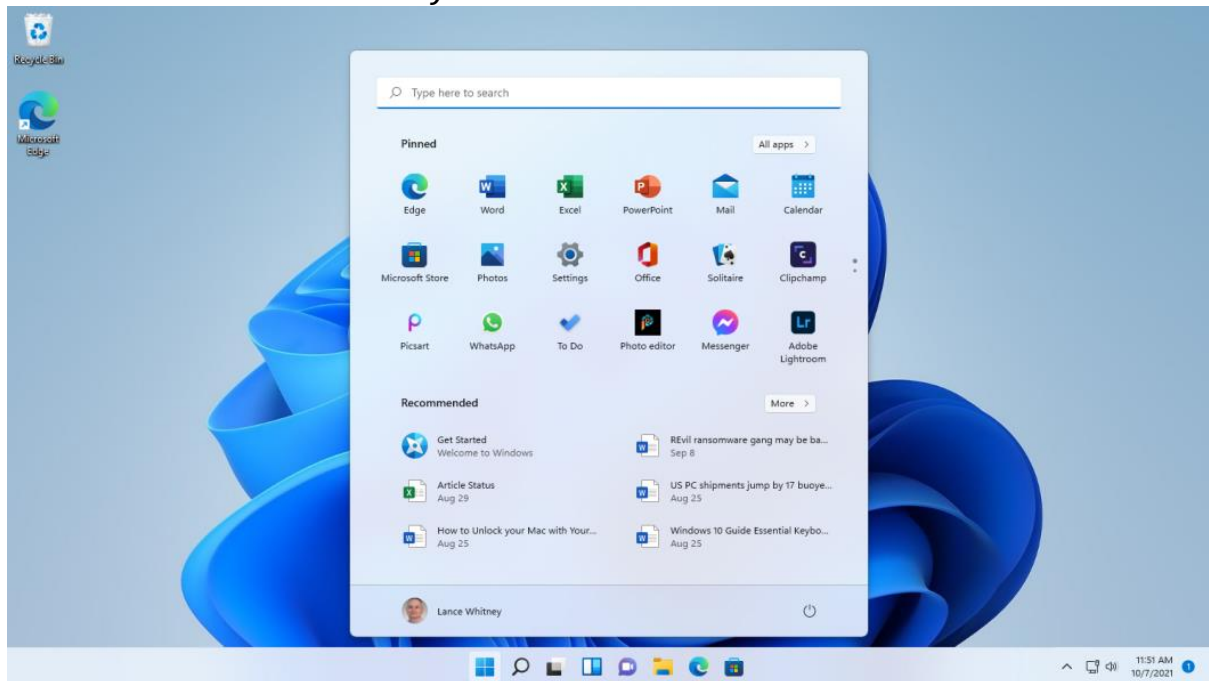 Recycle Bin
Microsoft
Edge
Type here to search
Pinned
All apps >
Edge
Word
Excel
PowerPoint
Mail
Calendar
Microsoft Store
Photos
Settings
Office
Solitaire
Clipchamp
Picsart
WhatsApp
To Do
Photo editor
Messenger
Adobe
Lightroom
Recommended
More >
Get Started
Welcome to Windows
REvil ransomware gang may be ba...
Sep 8
Article Status
Aug 29
US PC shipments jump by 17 buoye...
Aug 25
How to Unlock your Mac with Your...
Aug 25
Windows 10 Guide Essential Keybo...
Aug 25
Lance Whitney
11:51 AM
10/7/2021
1